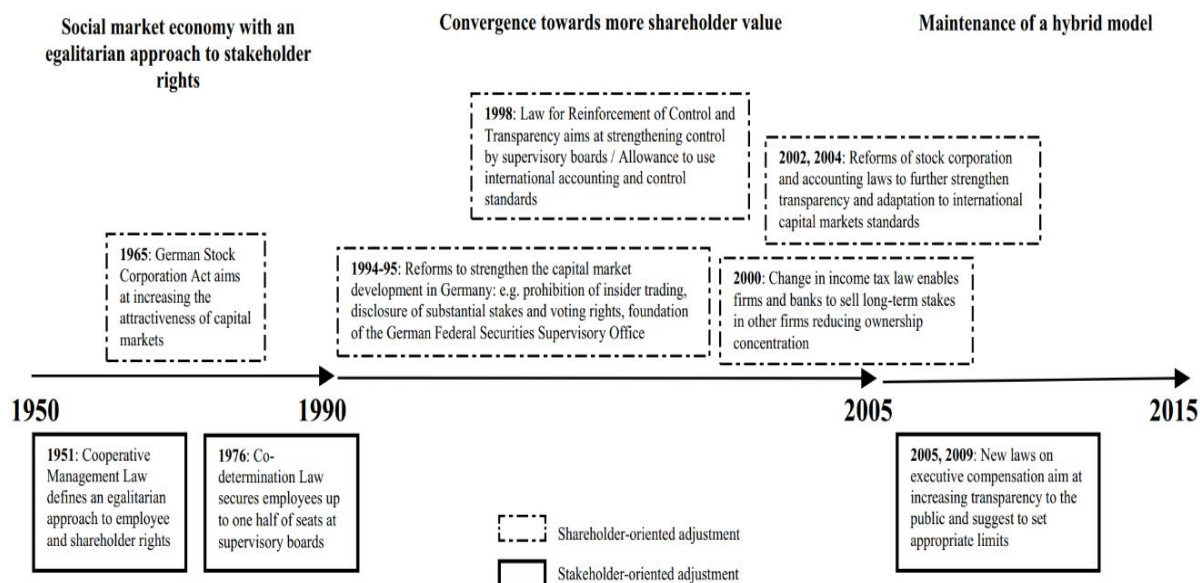 Social market economy with an
egalitarian approach to stakeholder
rights
Convergence towards more shareholder value
Maintenance of a hybrid model
1998: Law for Reinforcement of Control and
Transparency aims at strengthening control
by supervisory boards / Allowance to use
international accounting and control
standards
2002, 2004: Reforms of stock corporation
and accounting laws to further strengthen
transparency and adaptation to international
capital markets standards
1965: German Stock
Corporation Act aims
at increasing the
attractiveness of capital
markets
1994-95: Reforms to strengthen the capital market
development in Germany: e.g. prohibition of insider trading,
disclosure of substantial stakes and voting rights, foundation
of the German Federal Securities Supervisory Office
2000: Change in income tax law enables
firms and banks to sell long-term stakes
in other firms reducing ownership
concentration
1950
1990
2005
2015
1951: Cooperative
Management Law
defines an egalitarian
approach to employee
and shareholder rights
1976: Co-
determination Law
secures employees up
to one half of seats at
supervisory boards
2005, 2009: New laws on
executive compensation aim at
increasing transparency to the
public and suggest to set
appropriate limits
Shareholder-oriented adjustment
Stakeholder-oriented adjustment